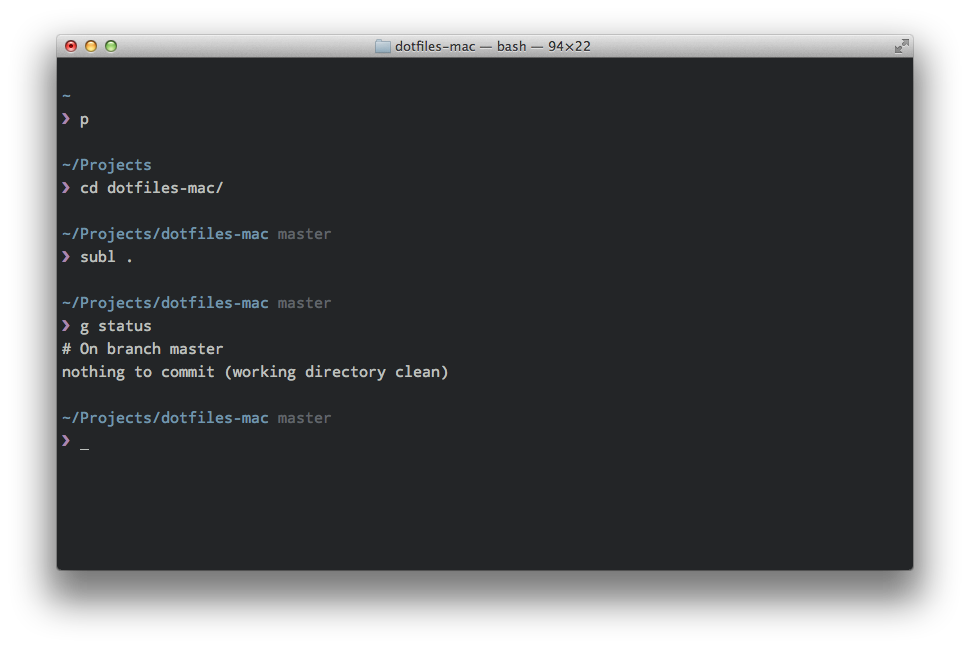 dotfiles-mac — bash — 94×22
~
❯ p
~/Projects
❯ cd dotfiles-mac/
~/Projects/dotfiles-mac master
❯ subl .
~/Projects/dotfiles-mac master
❯ g status
# On branch master
nothing to commit (working directory clean)
~/Projects/dotfiles-mac master
❯ _